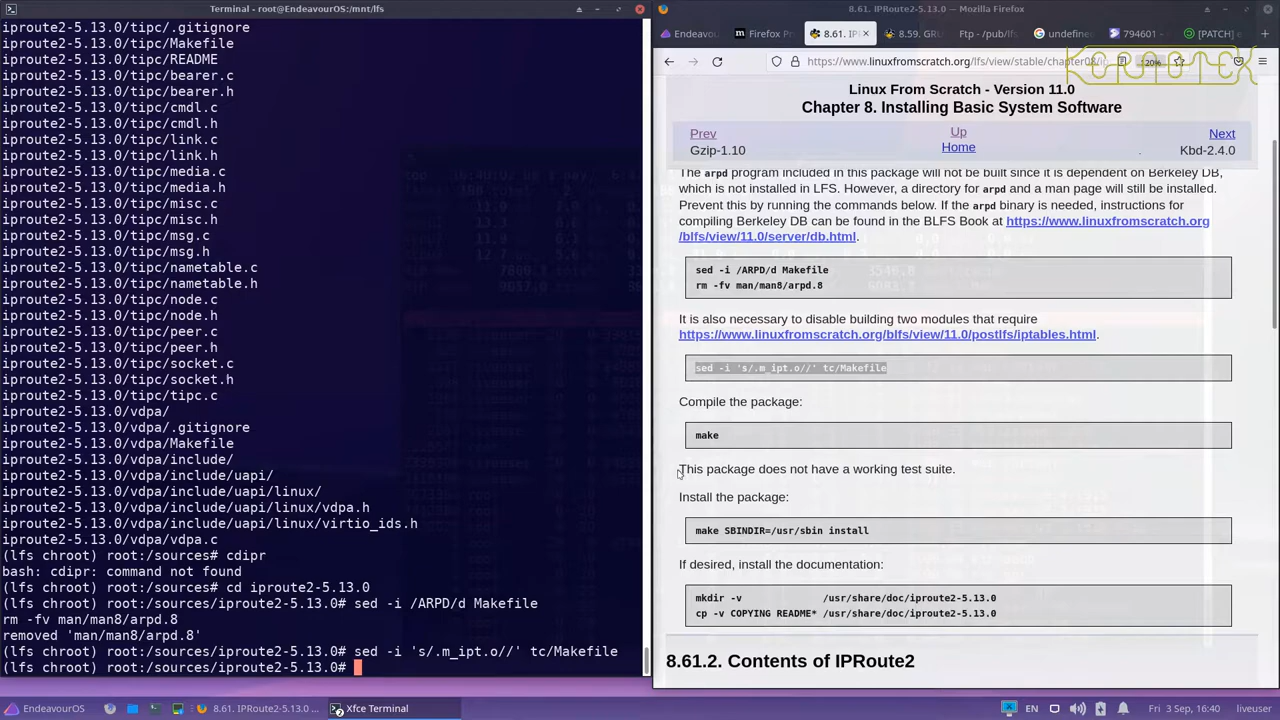 Terminal - root@EndeavourOS:/mnt/lfs
iproute2-5.13.0/tipc/.gitignore
iproute2-5.13.0/tipc/Makefile
iproute2-5.13.0/tipc/README
iproute2-5.13.0/tipc/bearer.c
iproute2-5.13.0/tipc/bearer.h
iproute2-5.13.0/tipc/cmdl.c
iproute2-5.13.0/tipc/cmdl.h
iproute2-5.13.0/tipc/link.c
iproute2-5.13.0/tipc/link.h
iproute2-5.13.0/tipc/media.c
iproute2-5.13.0/tipc/media.h
iproute2-5.13.0/tipc/misc.c
iproute2-5.13.0/tipc/misc.h
iproute2-5.13.0/tipc/msg.c
iproute2-5.13.0/tipc/msg.h
iproute2-5.13.0/tipc/nametable.c
iproute2-5.13.0/tipc/nametable.h
iproute2-5.13.0/tipc/node.c
iproute2-5.13.0/tipc/node.h
iproute2-5.13.0/tipc/peer.c
iproute2-5.13.0/tipc/peer.h
iproute2-5.13.0/tipc/socket.c
iproute2-5.13.0/tipc/socket.h
iproute2-5.13.0/tipc/tipc.c
iproute2-5.13.0/vdpa/
iproute2-5.13.0/vdpa/.gitignore
iproute2-5.13.0/vdpa/Makefile
iproute2-5.13.0/vdpa/include/
iproute2-5.13.0/vdpa/include/uapi/
iproute2-5.13.0/vdpa/include/uapi/linux/
iproute2-5.13.0/vdpa/include/uapi/linux/vdpa.h
iproute2-5.13.0/vdpa/include/uapi/linux/virtio_ids.h
iproute2-5.13.0/vdpa/vdpa.c
(lfs chroot) root:/sources# cdipr
bash: cdipr: command not found
(lfs chroot) root:/sources# cd iproute2-5.13.0
(lfs chroot) root:/sources/iproute2-5.13.0# sed -i /ARPD/d Makefile
rm -fv man/man8/arpd.8
removed 'man/man8/arpd.8'
(lfs chroot) root:/sources/iproute2-5.13.0# sed -i 's/.m_ipt.o//' tc/Makefile
(lfs chroot) root:/sources/iproute2-5.13.0#
8.61. IPRoute2-5.13.0 — Mozilla Firefox
Endeavou
Firefox Pri
8.61. IPR
8.59. GRU
Ftp - /pub/lfs
undefined
794601 -
[PATCH] e
https://www.linuxfromscratch.org/lfs/view/stable/chapter08/i
120%
Linux From Scratch - Version 11.0
Chapter 8. Installing Basic System Software
Prev Up Next
Gzip-1.10 Home Kbd-2.4.0
The arpd program included in this package will not be built since it is dependent on Berkeley DB,
which is not installed in LFS. However, a directory for arpd and a man page will still be installed.
Prevent this by running the commands below. If the arpd binary is needed, instructions for
compiling Berkeley DB can be found in the BLFS Book at https://www.linuxfromscratch.org
/blfs/view/11.0/server/db.html.
sed -i /ARPD/d Makefile
rm -fv man/man8/arpd.8
It is also necessary to disable building two modules that require
https://www.linuxfromscratch.org/blfs/view/11.0/postlfs/iptables.html.
sed -i 's/.m_ipt.o//' tc/Makefile
Compile the package:
make
This package does not have a working test suite.
Install the package:
make SBINDIR=/usr/sbin install
If desired, install the documentation:
mkdir -v /usr/share/doc/iproute2-5.13.0
cp -v COPYING README* /usr/share/doc/iproute2-5.13.0
8.61.2. Contents of IPRoute2
EndeavourOS
8.61. IPRoute2-5.13.0 ...
Xfce Terminal
EN
Fri 3 Sep, 16:40
liveuser